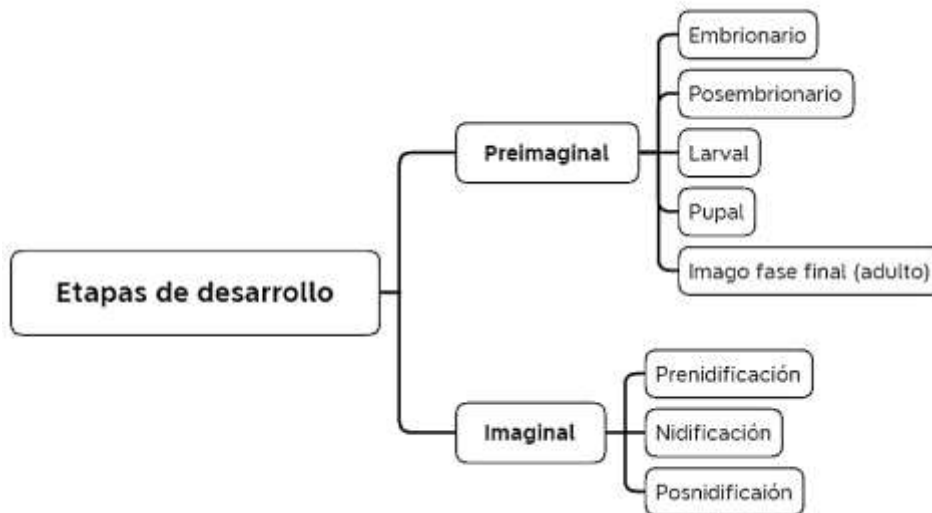 Etapas de desarrollo
Preimaginal
Embrionario
Posembrionario
Larval
Pupal
Imago fase final (adulto)
Imaginal
Prenidificación
Nidificación
Posnidificaión